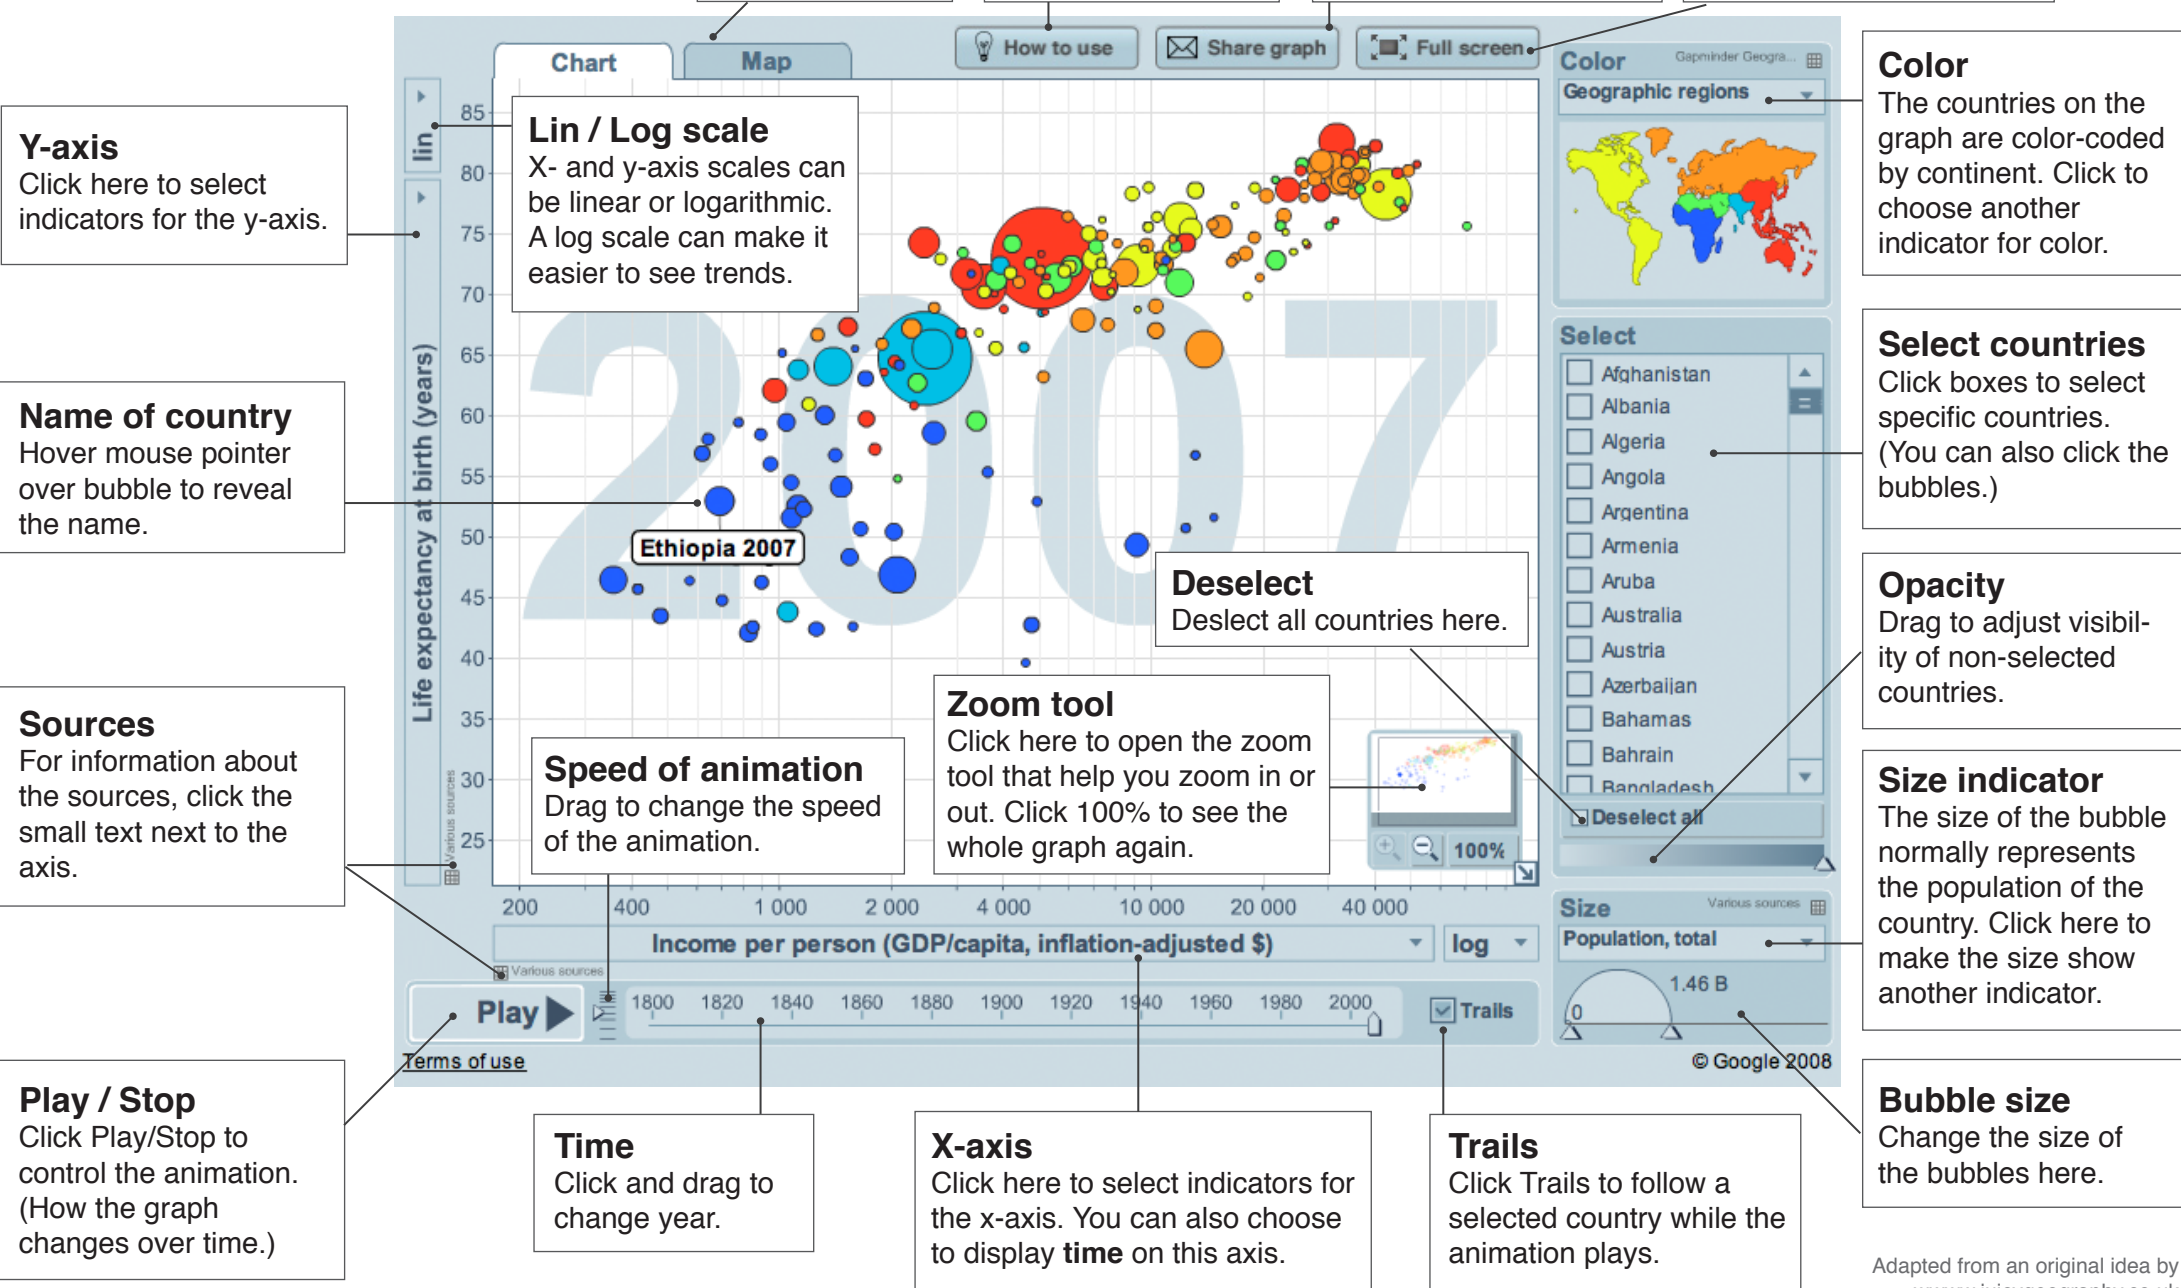 Chart
Map
How to use
Share graph
Full screen
Color
Gapminder Geogra...
Geographic regions
Color
The countries on the
graph are color-coded
by continent. Click to
choose another
indicator for color.
Y-axis
Click here to select
indicators for the y-axis.
lin
Lin / Log scale
X- and y-axis scales can
be linear or logarithmic.
A log scale can make it
easier to see trends.
85
80
75
70
65
60
55
50
45
40
35
30
25
Life expectancy at birth (years)
Various sources
2007
Name of country
Hover mouse pointer
over bubble to reveal
the name.
Ethiopia 2007
Select
Afghanistan
Albania
Algeria
Angola
Argentina
Armenia
Aruba
Australia
Austria
Azerbaijan
Bahamas
Bahrain
Bangladesh
Deselect all
Select countries
Click boxes to select
specific countries.
(You can also click the
bubbles.)
Deselect
Deslect all countries here.
Opacity
Drag to adjust visibil-
ity of non-selected
countries.
Sources
For information about
the sources, click the
small text next to the
axis.
Speed of animation
Drag to change the speed
of the animation.
Zoom tool
Click here to open the zoom
tool that help you zoom in or
out. Click 100% to see the
whole graph again.
100%
Size indicator
The size of the bubble
normally represents
the population of the
country. Click here to
make the size show
another indicator.
200 400 1 000 2 000 4 000 10 000 20 000 40 000
Income per person (GDP/capita, inflation-adjusted $)
log
Various sources
Size
Various sources
Population, total
1.46 B
0
Play
1800 1820 1840 1860 1880 1900 1920 1940 1960 1980 2000
Trails
Terms of use
© Google 2008
Play / Stop
Click Play/Stop to
control the animation.
(How the graph
changes over time.)
Time
Click and drag to
change year.
X-axis
Click here to select indicators for
the x-axis. You can also choose
to display time on this axis.
Trails
Click Trails to follow a
selected country while the
animation plays.
Bubble size
Change the size of
the bubbles here.
Adapted from an original idea by